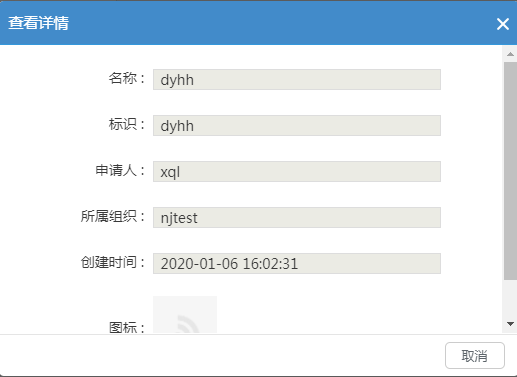 查看详情
名称： dyhh
标识： dyhh
申请人： xql
所属组织： njtest
创建时间： 2020-01-06 16:02:31
图标：
取消